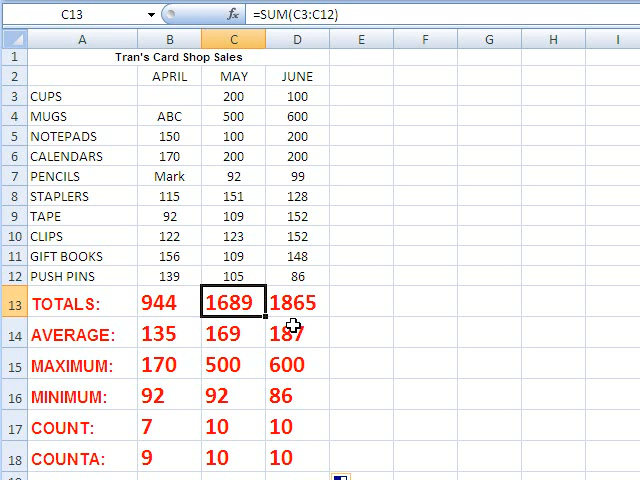 C13 fx =SUM(C3:C12)
A B C D E F G H I
1 Tran's Card Shop Sales
2 APRIL MAY JUNE
3 CUPS 200 100
4 MUGS ABC 500 600
5 NOTEPADS 150 100 200
6 CALENDARS 170 200 200
7 PENCILS Mark 92 99
8 STAPLERS 115 151 128
9 TAPE 92 109 152
10 CLIPS 122 123 152
11 GIFT BOOKS 156 109 148
12 PUSH PINS 139 105 86
13 TOTALS: 944 1689 1865
14 AVERAGE: 135 169 187
15 MAXIMUM: 170 500 600
16 MINIMUM: 92 92 86
17 COUNT: 7 10 10
18 COUNTA: 9 10 10